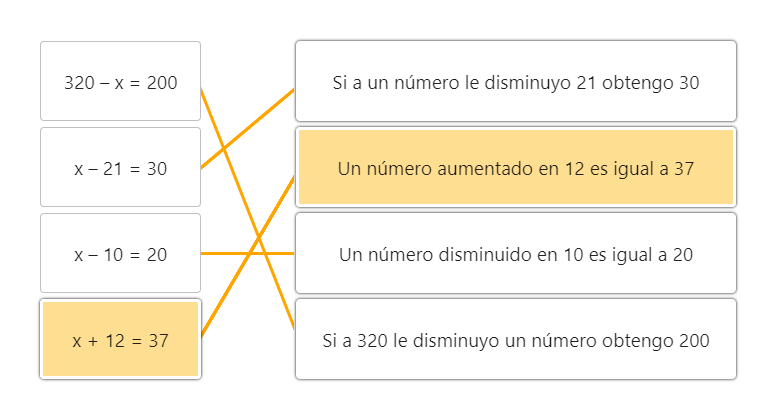 320 – x = 200
Si a un número le disminuyo 21 obtengo 30
x – 21 = 30
Un número aumentado en 12 es igual a 37
x – 10 = 20
Un número disminuido en 10 es igual a 20
x + 12 = 37
Si a 320 le disminuyo un número obtengo 200